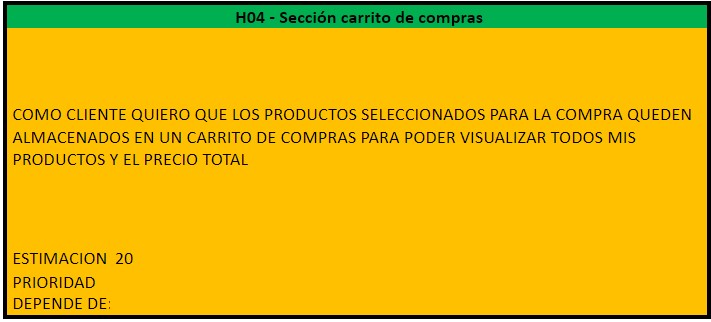 H04 - Sección carrito de compras
COMO CLIENTE QUIERO QUE LOS PRODUCTOS SELECCIONADOS PARA LA COMPRA QUEDEN
ALMACENADOS EN UN CARRITO DE COMPRAS PARA PODER VISUALIZAR TODOS MIS
PRODUCTOS Y EL PRECIO TOTAL
ESTIMACION 20
PRIORIDAD
DEPENDE DE: